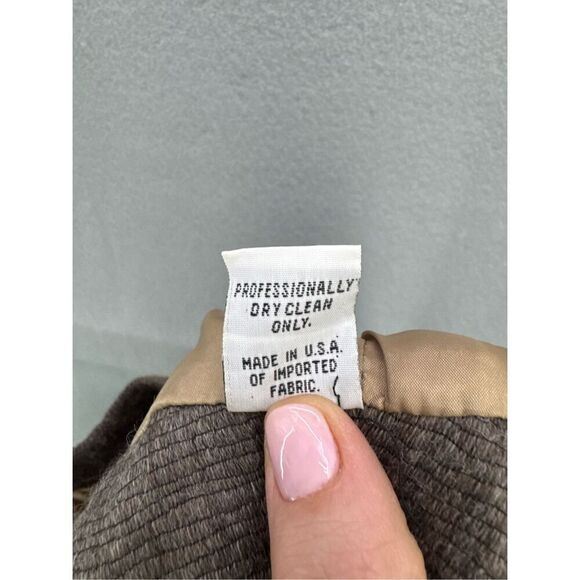 PROFESSIONALLY
DRY CLEAN
ONLY.
MADE IN U.S.A.
OF IMPORTED
FABRIC.